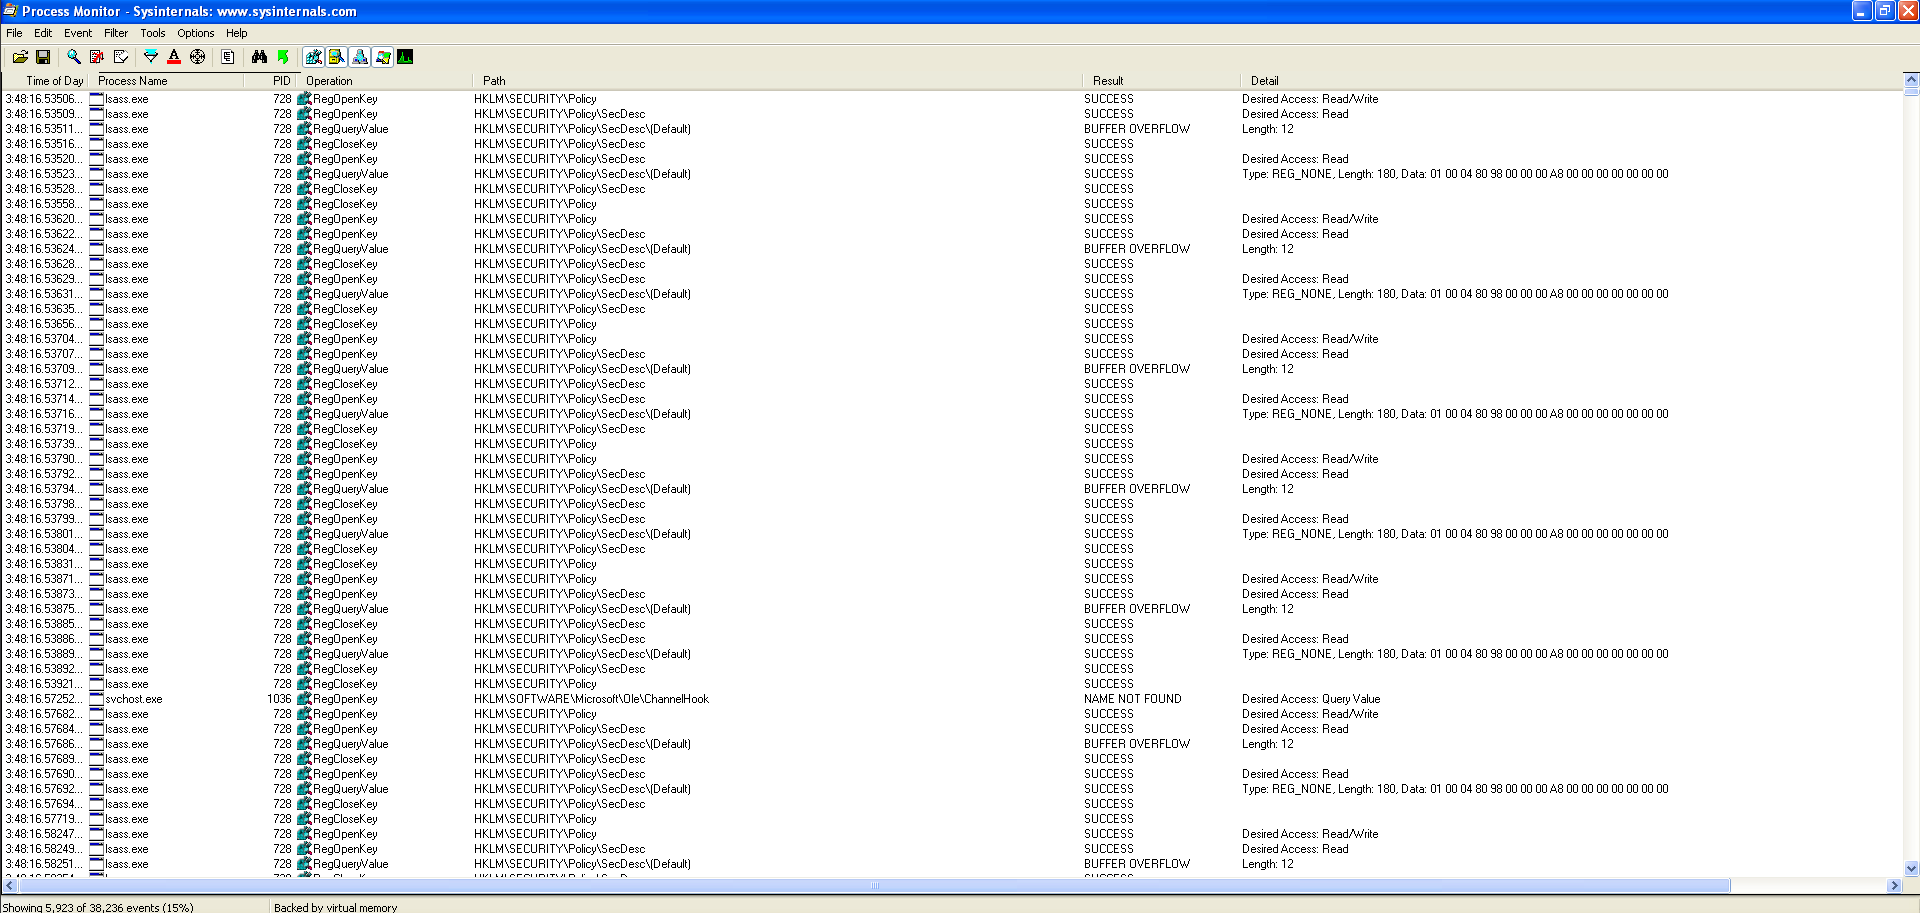 Process Monitor - Sysinternals: www.sysinternals.com
File Edit Event Filter Tools Options Help
Time of Day Process Name PID Operation Path Result Detail
3:48:16.53506... lsass.exe 728 RegOpenKey HKLM\SECURITY\Policy SUCCESS Desired Access: Read/Write
3:48:16.53509... lsass.exe 728 RegOpenKey HKLM\SECURITY\Policy\SecDesc SUCCESS Desired Access: Read
3:48:16.53511... lsass.exe 728 RegQueryValue HKLM\SECURITY\Policy\SecDesc\(Default) BUFFER OVERFLOW Length: 12
3:48:16.53516... lsass.exe 728 RegCloseKey HKLM\SECURITY\Policy\SecDesc SUCCESS
3:48:16.53520... lsass.exe 728 RegOpenKey HKLM\SECURITY\Policy\SecDesc SUCCESS Desired Access: Read
3:48:16.53523... lsass.exe 728 RegQueryValue HKLM\SECURITY\Policy\SecDesc\(Default) SUCCESS Type: REG_NONE, Length: 180, Data: 01 00 04 80 98 00 00 00 A8 00 00 00 00 00 00 00
3:48:16.53528... lsass.exe 728 RegCloseKey HKLM\SECURITY\Policy\SecDesc SUCCESS
3:48:16.53558... lsass.exe 728 RegCloseKey HKLM\SECURITY\Policy SUCCESS
3:48:16.53620... lsass.exe 728 RegOpenKey HKLM\SECURITY\Policy SUCCESS Desired Access: Read/Write
3:48:16.53622... lsass.exe 728 RegOpenKey HKLM\SECURITY\Policy\SecDesc SUCCESS Desired Access: Read
3:48:16.53624... lsass.exe 728 RegQueryValue HKLM\SECURITY\Policy\SecDesc\(Default) BUFFER OVERFLOW Length: 12
3:48:16.53628... lsass.exe 728 RegCloseKey HKLM\SECURITY\Policy\SecDesc SUCCESS
3:48:16.53629... lsass.exe 728 RegOpenKey HKLM\SECURITY\Policy\SecDesc SUCCESS Desired Access: Read
3:48:16.53631... lsass.exe 728 RegQueryValue HKLM\SECURITY\Policy\SecDesc\(Default) SUCCESS Type: REG_NONE, Length: 180, Data: 01 00 04 80 98 00 00 00 A8 00 00 00 00 00 00 00
3:48:16.53635... lsass.exe 728 RegCloseKey HKLM\SECURITY\Policy\SecDesc SUCCESS
3:48:16.53656... lsass.exe 728 RegCloseKey HKLM\SECURITY\Policy SUCCESS
3:48:16.53704... lsass.exe 728 RegOpenKey HKLM\SECURITY\Policy SUCCESS Desired Access: Read/Write
3:48:16.53707... lsass.exe 728 RegOpenKey HKLM\SECURITY\Policy\SecDesc SUCCESS Desired Access: Read
3:48:16.53709... lsass.exe 728 RegQueryValue HKLM\SECURITY\Policy\SecDesc\(Default) BUFFER OVERFLOW Length: 12
3:48:16.53712... lsass.exe 728 RegCloseKey HKLM\SECURITY\Policy\SecDesc SUCCESS
3:48:16.53714... lsass.exe 728 RegOpenKey HKLM\SECURITY\Policy\SecDesc SUCCESS Desired Access: Read
3:48:16.53716... lsass.exe 728 RegQueryValue HKLM\SECURITY\Policy\SecDesc\(Default) SUCCESS Type: REG_NONE, Length: 180, Data: 01 00 04 80 98 00 00 00 A8 00 00 00 00 00 00 00
3:48:16.53719... lsass.exe 728 RegCloseKey HKLM\SECURITY\Policy\SecDesc SUCCESS
3:48:16.53739... lsass.exe 728 RegCloseKey HKLM\SECURITY\Policy SUCCESS
3:48:16.53790... lsass.exe 728 RegOpenKey HKLM\SECURITY\Policy SUCCESS Desired Access: Read/Write
3:48:16.53792... lsass.exe 728 RegOpenKey HKLM\SECURITY\Policy\SecDesc SUCCESS Desired Access: Read
3:48:16.53794... lsass.exe 728 RegQueryValue HKLM\SECURITY\Policy\SecDesc\(Default) BUFFER OVERFLOW Length: 12
3:48:16.53798... lsass.exe 728 RegCloseKey HKLM\SECURITY\Policy\SecDesc SUCCESS
3:48:16.53799... lsass.exe 728 RegOpenKey HKLM\SECURITY\Policy\SecDesc SUCCESS Desired Access: Read
3:48:16.53801... lsass.exe 728 RegQueryValue HKLM\SECURITY\Policy\SecDesc\(Default) SUCCESS Type: REG_NONE, Length: 180, Data: 01 00 04 80 98 00 00 00 A8 00 00 00 00 00 00 00
3:48:16.53804... lsass.exe 728 RegCloseKey HKLM\SECURITY\Policy\SecDesc SUCCESS
3:48:16.53831... lsass.exe 728 RegCloseKey HKLM\SECURITY\Policy SUCCESS
3:48:16.53871... lsass.exe 728 RegOpenKey HKLM\SECURITY\Policy SUCCESS Desired Access: Read/Write
3:48:16.53873... lsass.exe 728 RegOpenKey HKLM\SECURITY\Policy\SecDesc SUCCESS Desired Access: Read
3:48:16.53875... lsass.exe 728 RegQueryValue HKLM\SECURITY\Policy\SecDesc\(Default) BUFFER OVERFLOW Length: 12
3:48:16.53885... lsass.exe 728 RegCloseKey HKLM\SECURITY\Policy\SecDesc SUCCESS
3:48:16.53886... lsass.exe 728 RegOpenKey HKLM\SECURITY\Policy\SecDesc SUCCESS Desired Access: Read
3:48:16.53889... lsass.exe 728 RegQueryValue HKLM\SECURITY\Policy\SecDesc\(Default) SUCCESS Type: REG_NONE, Length: 180, Data: 01 00 04 80 98 00 00 00 A8 00 00 00 00 00 00 00
3:48:16.53892... lsass.exe 728 RegCloseKey HKLM\SECURITY\Policy\SecDesc SUCCESS
3:48:16.53921... lsass.exe 728 RegCloseKey HKLM\SECURITY\Policy SUCCESS
3:48:16.57252... svchost.exe 1036 RegOpenKey HKLM\SOFTWARE\Microsoft\Ole\ChannelHook NAME NOT FOUND Desired Access: Query Value
3:48:16.57682... lsass.exe 728 RegOpenKey HKLM\SECURITY\Policy SUCCESS Desired Access: Read/Write
3:48:16.57684... lsass.exe 728 RegOpenKey HKLM\SECURITY\Policy\SecDesc SUCCESS Desired Access: Read
3:48:16.57686... lsass.exe 728 RegQueryValue HKLM\SECURITY\Policy\SecDesc\(Default) BUFFER OVERFLOW Length: 12
3:48:16.57689... lsass.exe 728 RegCloseKey HKLM\SECURITY\Policy\SecDesc SUCCESS
3:48:16.57690... lsass.exe 728 RegOpenKey HKLM\SECURITY\Policy\SecDesc SUCCESS Desired Access: Read
3:48:16.57692... lsass.exe 728 RegQueryValue HKLM\SECURITY\Policy\SecDesc\(Default) SUCCESS Type: REG_NONE, Length: 180, Data: 01 00 04 80 98 00 00 00 A8 00 00 00 00 00 00 00
3:48:16.57694... lsass.exe 728 RegCloseKey HKLM\SECURITY\Policy\SecDesc SUCCESS
3:48:16.57719... lsass.exe 728 RegCloseKey HKLM\SECURITY\Policy SUCCESS
3:48:16.58247... lsass.exe 728 RegOpenKey HKLM\SECURITY\Policy SUCCESS Desired Access: Read/Write
3:48:16.58249... lsass.exe 728 RegOpenKey HKLM\SECURITY\Policy\SecDesc SUCCESS Desired Access: Read
3:48:16.58251... lsass.exe 728 RegQueryValue HKLM\SECURITY\Policy\SecDesc\(Default) BUFFER OVERFLOW Length: 12
Showing 5,923 of 38,236 events (15%) Backed by virtual memory